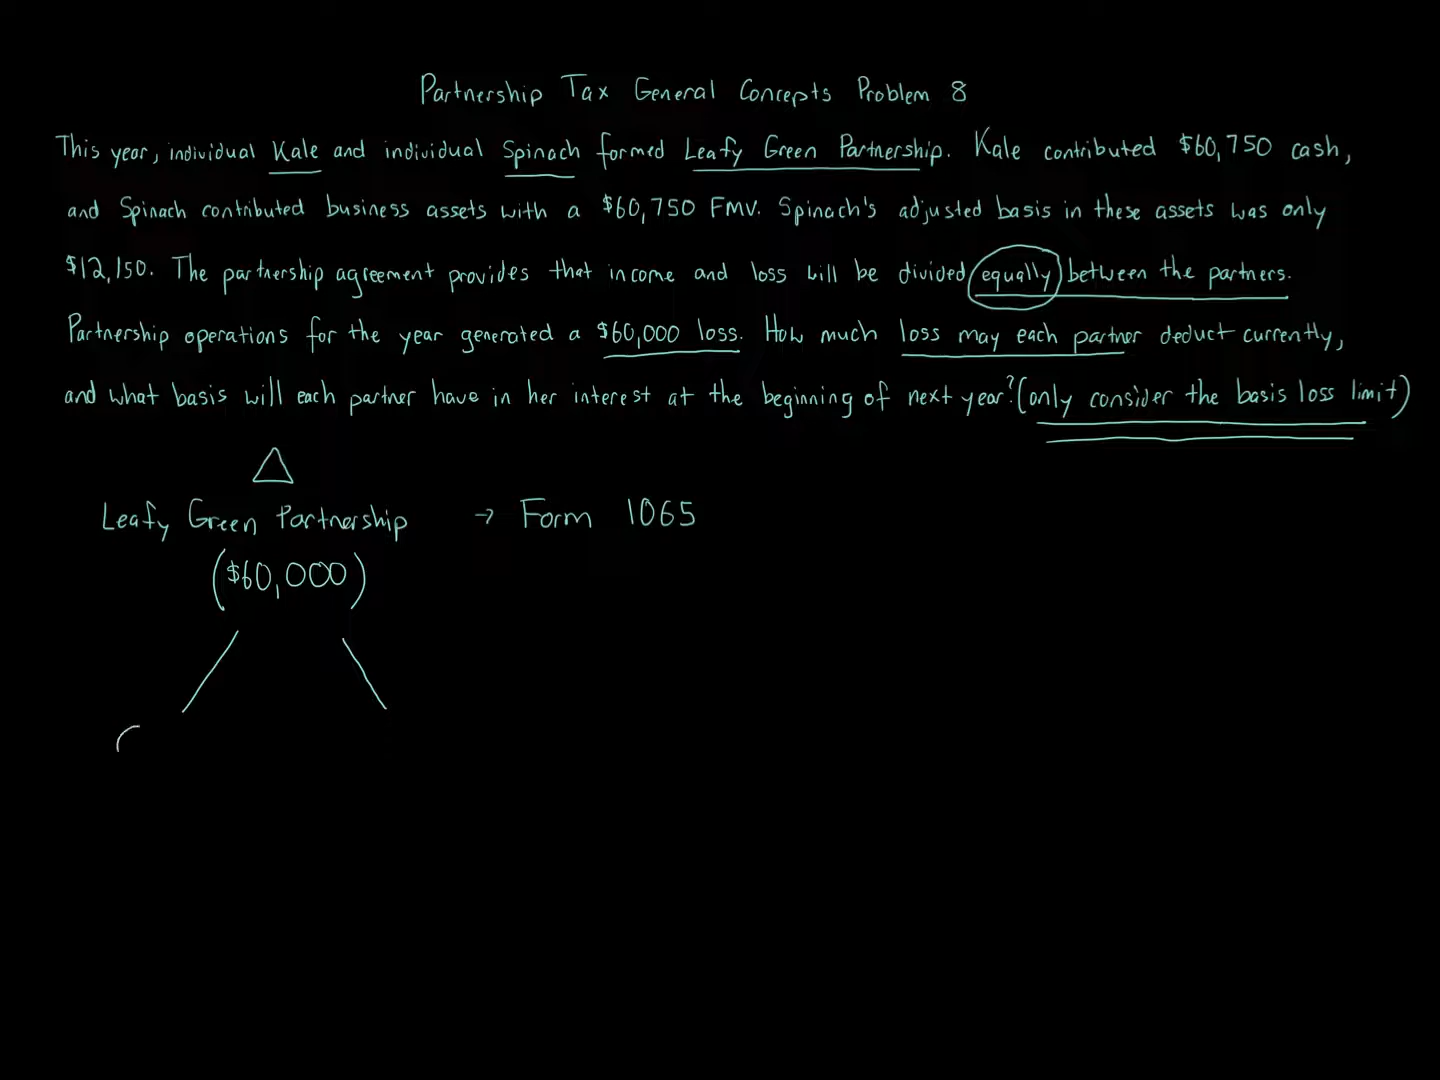 Partnership Tax General Concepts Problem 8
This year, individual Kale and individual Spinach formed Leafy Green Partnership. Kale contributed $60,750 cash,
and Spinach contributed business assets with a $60,750 FMV. Spinach's adjusted basis in these assets was only
$12,150. The partnership agreement provides that income and loss will be divided equally between the partners.
Partnership operations for the year generated a $60,000 loss. How much loss may each partner deduct currently,
and what basis will each partner have in her interest at the beginning of next year? (only consider the basis loss limit)
Leafy Green Partnership → Form 1065
($60,000)